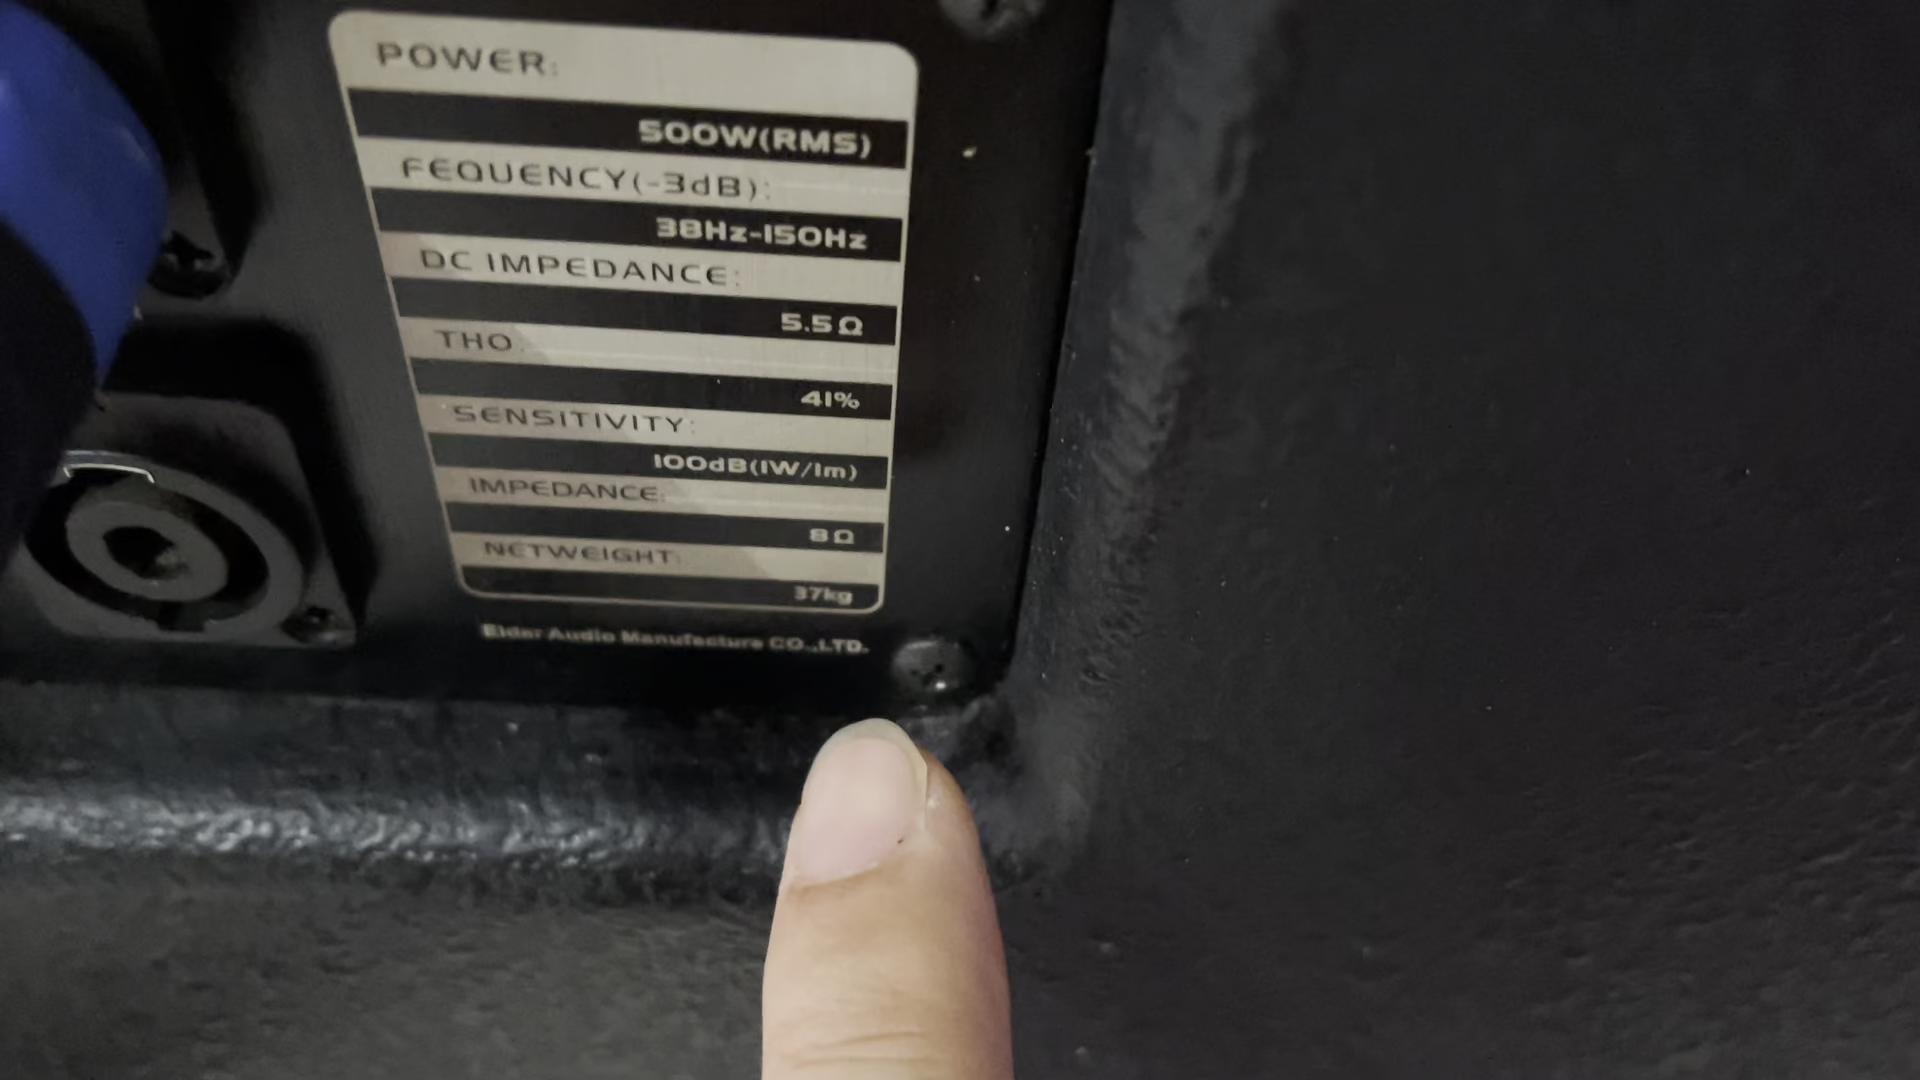 POWER:
500W(RMS)
FEQUENCY(-3dB):
38Hz-150Hz
DC IMPEDANCE:
5.5Ω
THO:
41%
SENSITIVITY:
100dB(1W/1m)
IMPEDANCE:
8Ω
NETWEIGHT:
37kg
Elder Audio Manufacture CO.,LTD.